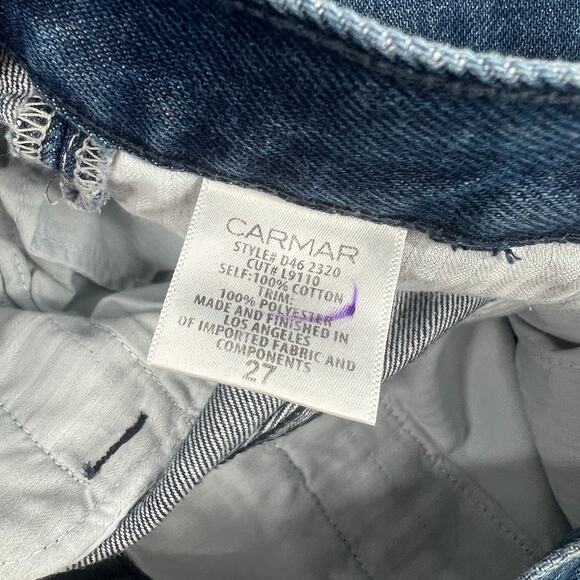 CARMAR
STYLE# D46 2320
CUT# L9110
SELF:100% COTTON
TRIM:
100% POLYESTER
MADE AND FINISHED IN
LOS ANGELES
OF IMPORTED FABRIC AND
COMPONENTS
27